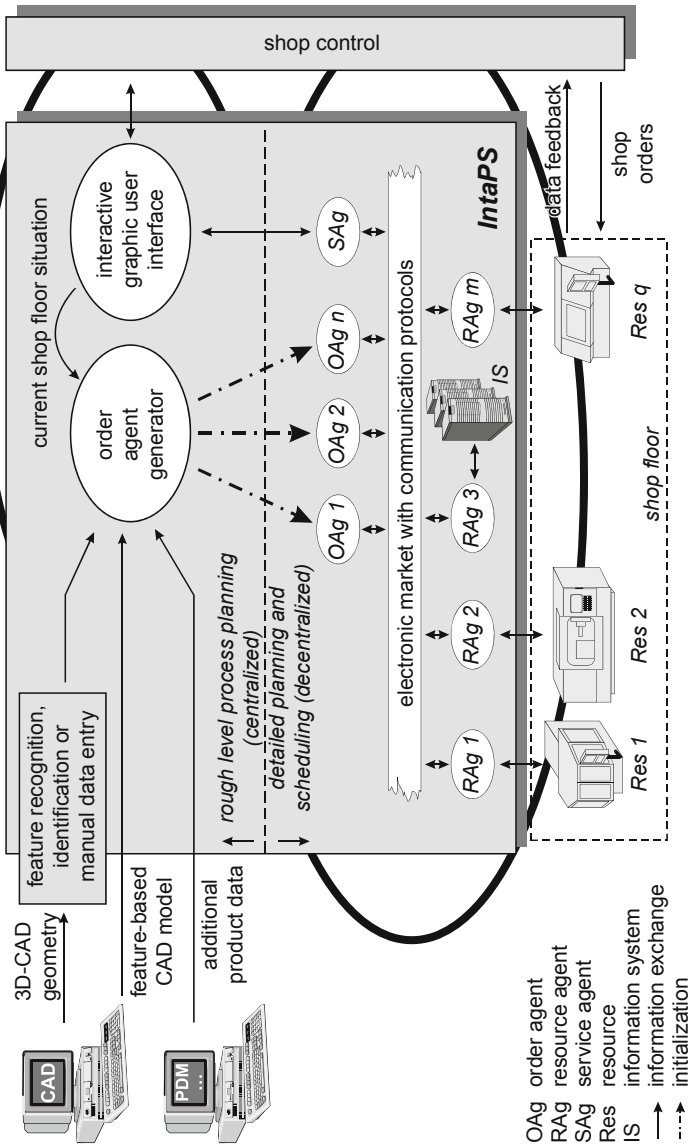 CAD
3D-CAD
geometry
feature recognition,
identification or
manual data entry
feature-based
CAD model
PDM
...
additional
product data
current shop floor situation
order
agent
generator
interactive
graphic user
interface
shop control
rough level process planning
(centralized)
detailed planning and
scheduling (decentralized)
OAg 1
OAg 2
OAg n
SAg
electronic market with communication protocols
RAg 1
RAg 2
RAg 3
IS
RAg m
IntaPS
data feedback
shop
orders
Res 1
Res 2
Res q
shop floor
OAg order agent
RAg resource agent
SAg service agent
Res resource
IS information system
information exchange
initialization